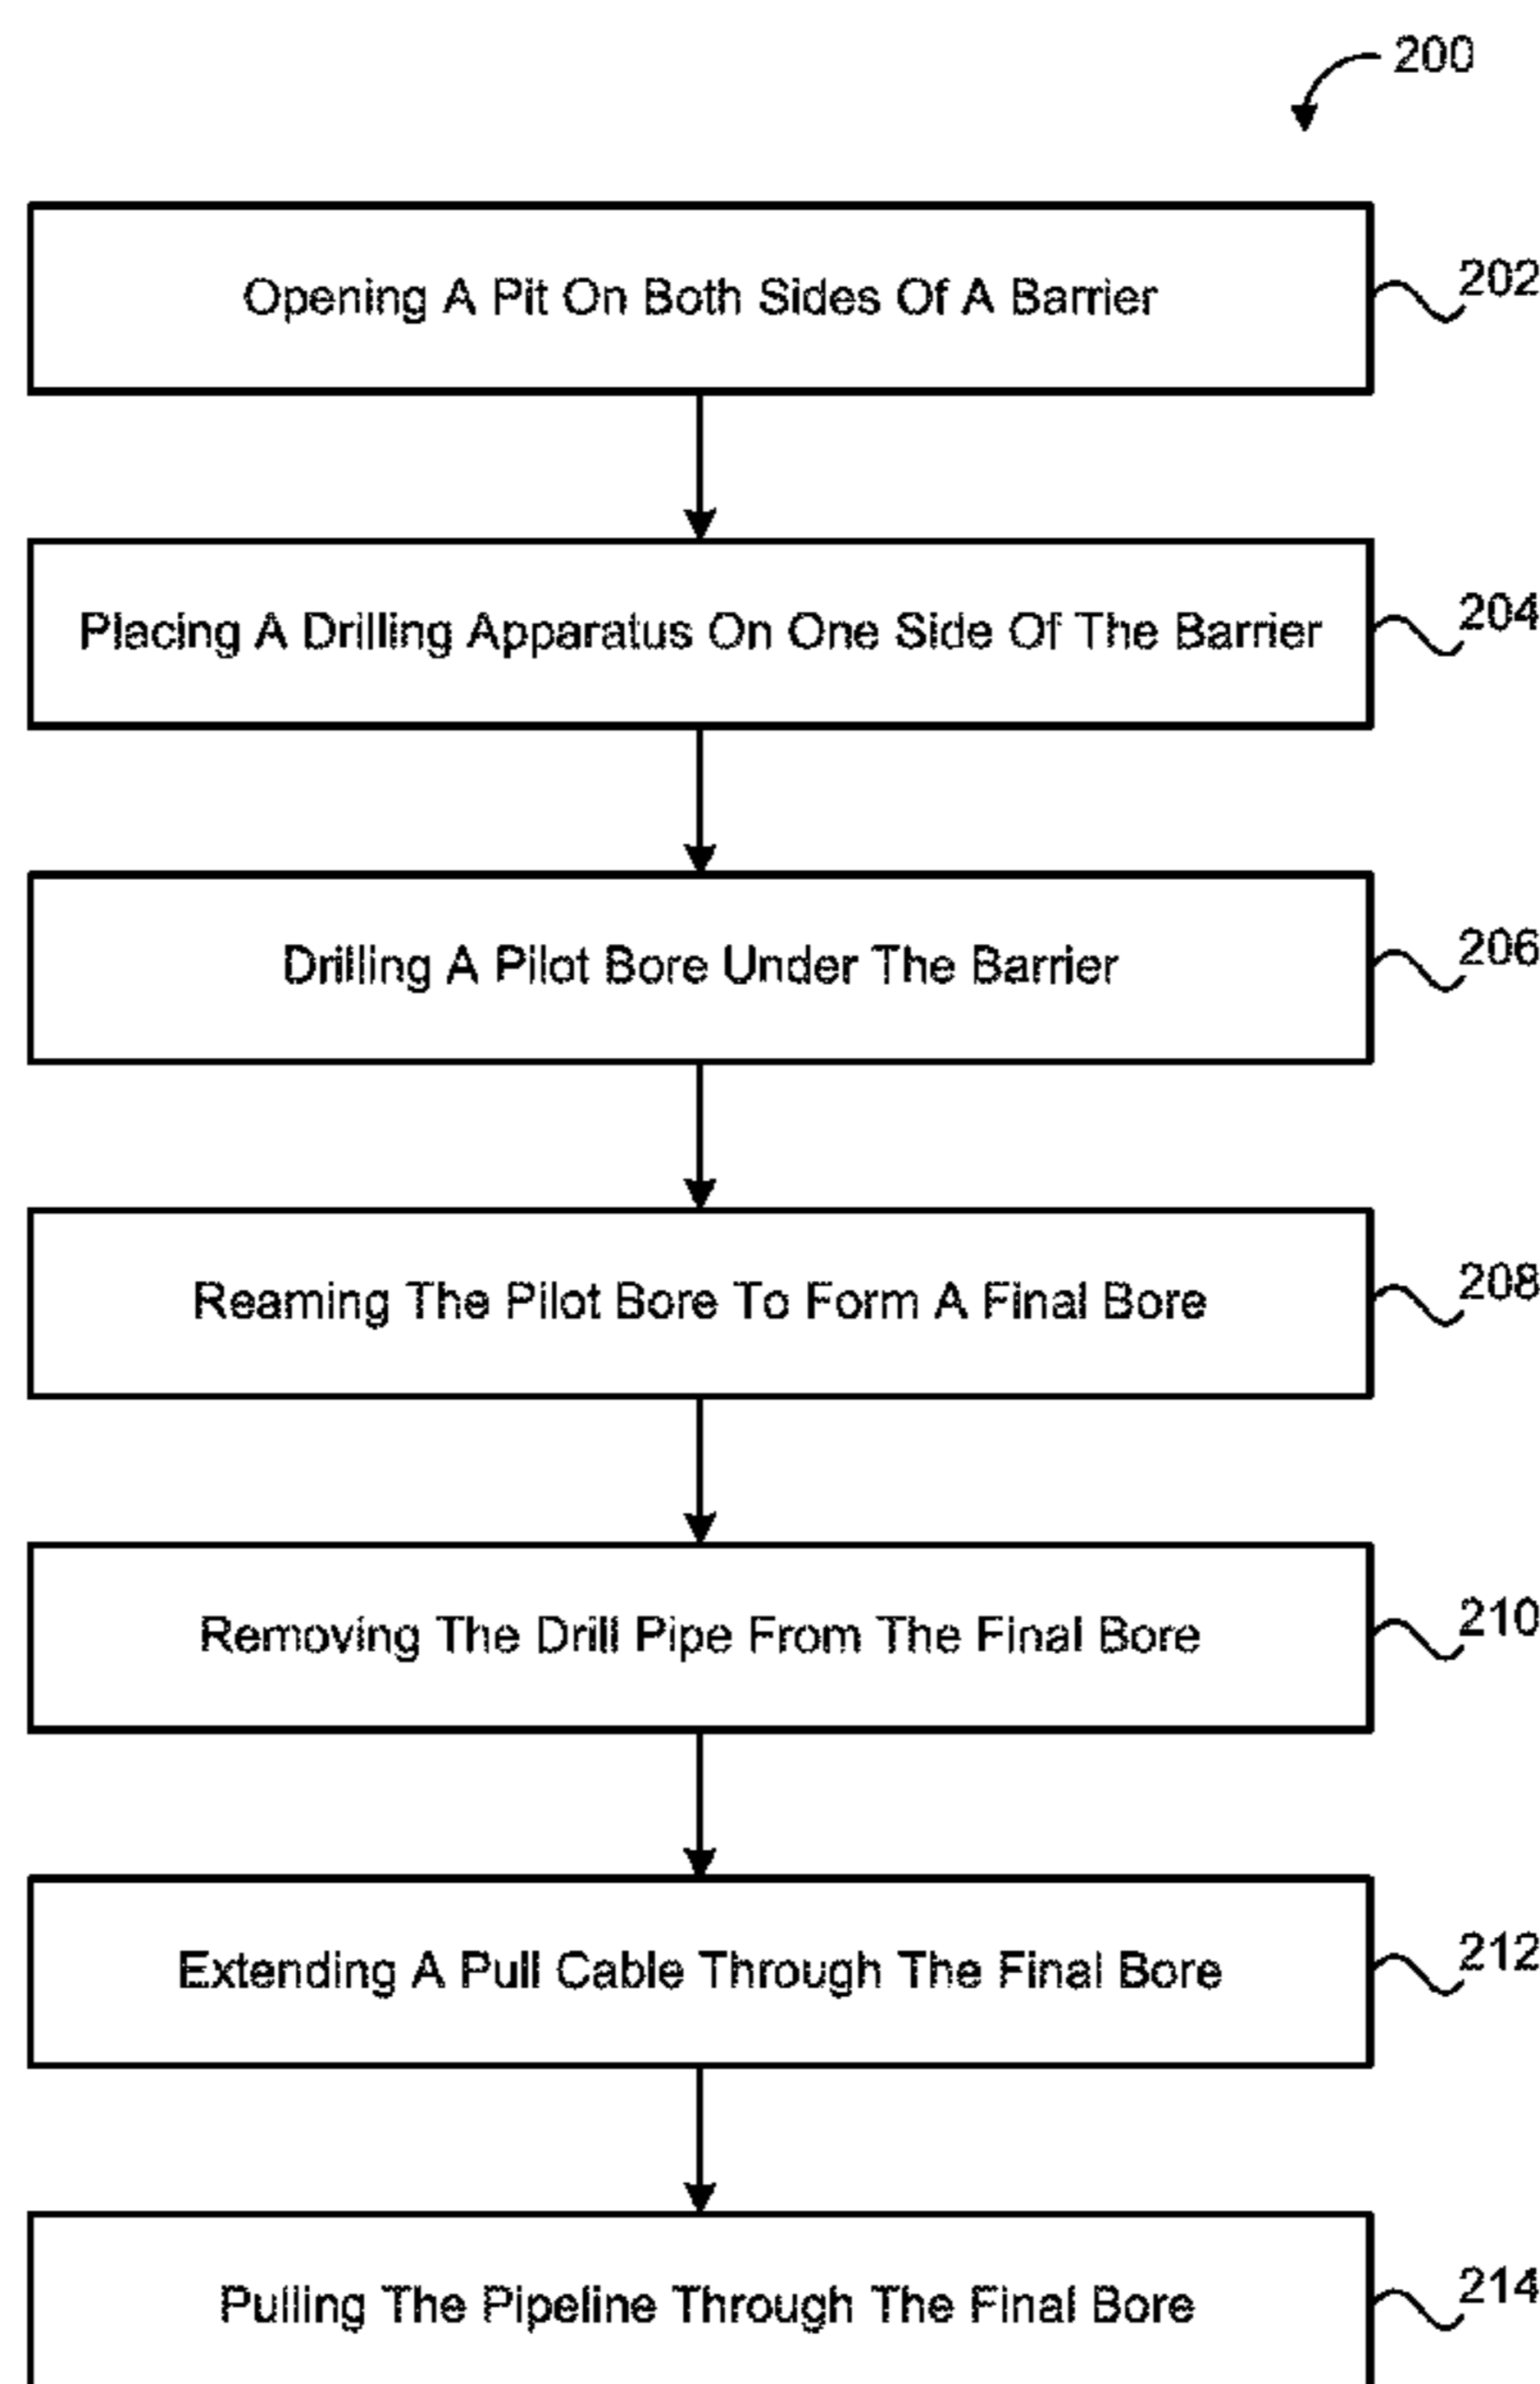 200
Opening A Pit On Both Sides Of A Barrier
202
Placing A Drilling Apparatus On One Side Of The Barrier
204
Drilling A Pilot Bore Under The Barrier
206
Reaming The Pilot Bore To Form A Final Bore
208
Removing The Drill Pipe From The Final Bore
210
Extending A Pull Cable Through The Final Bore
212
Pulling The Pipeline Through The Final Bore
214